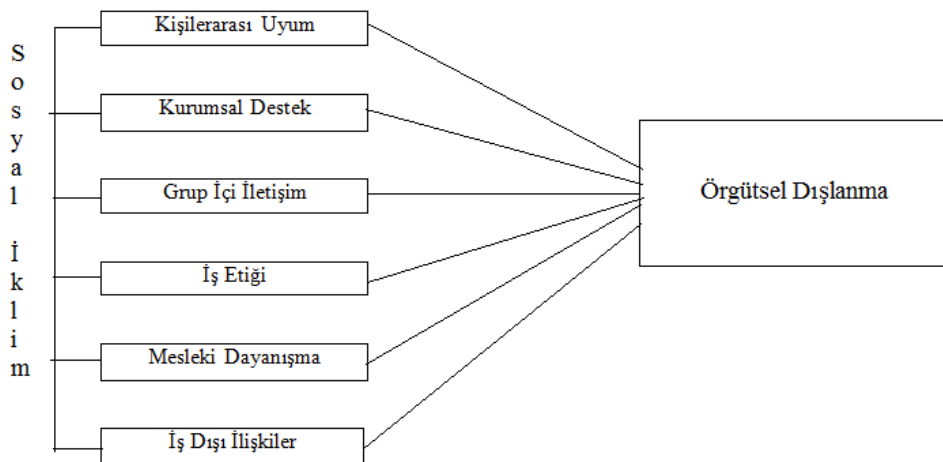 Sosyal İklim
Kişilerarası Uyum
Kurumsal Destek
Grup İçi İletişim
İş Etiği
Mesleki Dayanışma
İş Dışı İlişkiler
Örgütsel Dışlanma